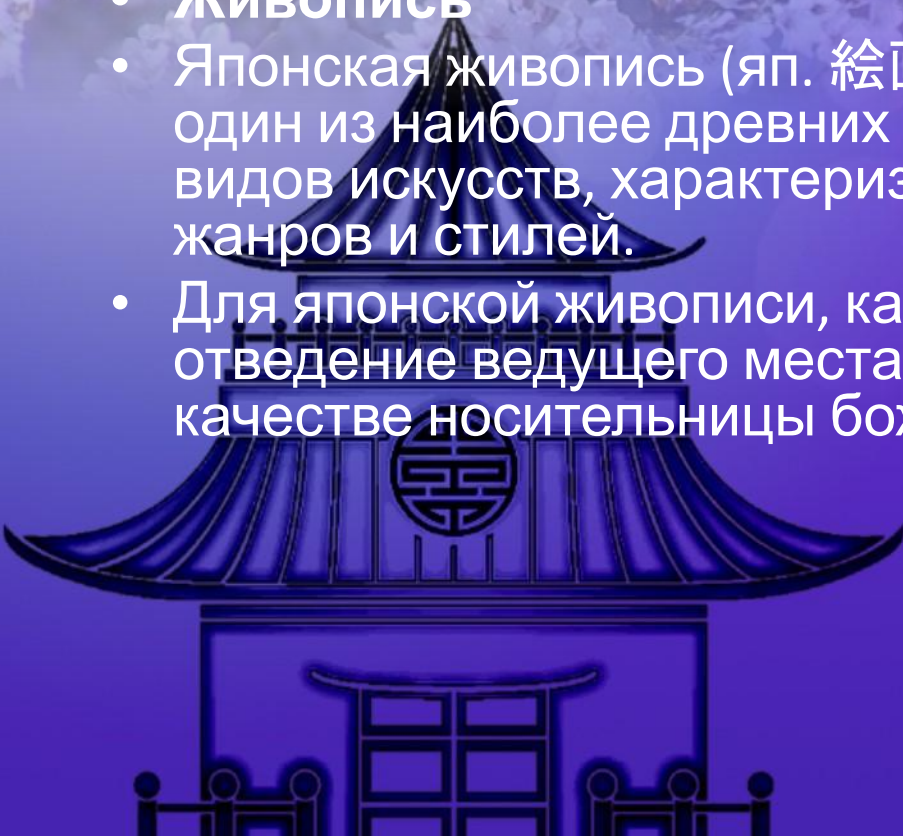 • Живопись
• Японская живопись (яп. 絵
один из наиболее древних
видов искусств, характериз
жанров и стилей.
• Для японской живописи, ка
отведение ведущего места
качестве носительницы бо